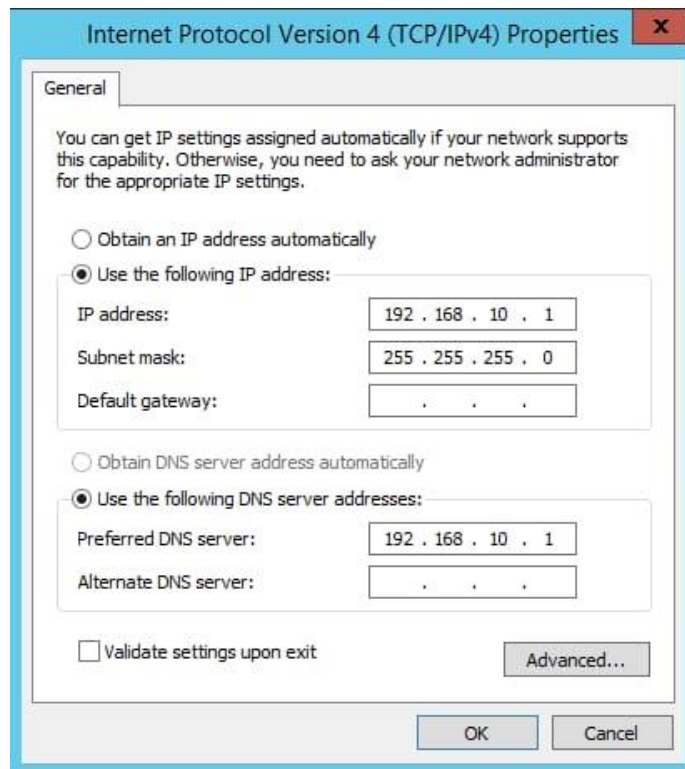 Internet Protocol Version 4 (TCP/IPv4) Properties
x
General
You can get IP settings assigned automatically if your network supports
this capability. Otherwise, you need to ask your network administrator
for the appropriate IP settings.
Obtain an IP address automatically
Use the following IP address:
IP address: 192 . 168 . 10 . 1
Subnet mask: 255 . 255 . 255 . 0
Default gateway: . . .
Obtain DNS server address automatically
Use the following DNS server addresses:
Preferred DNS server: 192 . 168 . 10 . 1
Alternate DNS server: . . .
Validate settings upon exit
Advanced...
OK Cancel